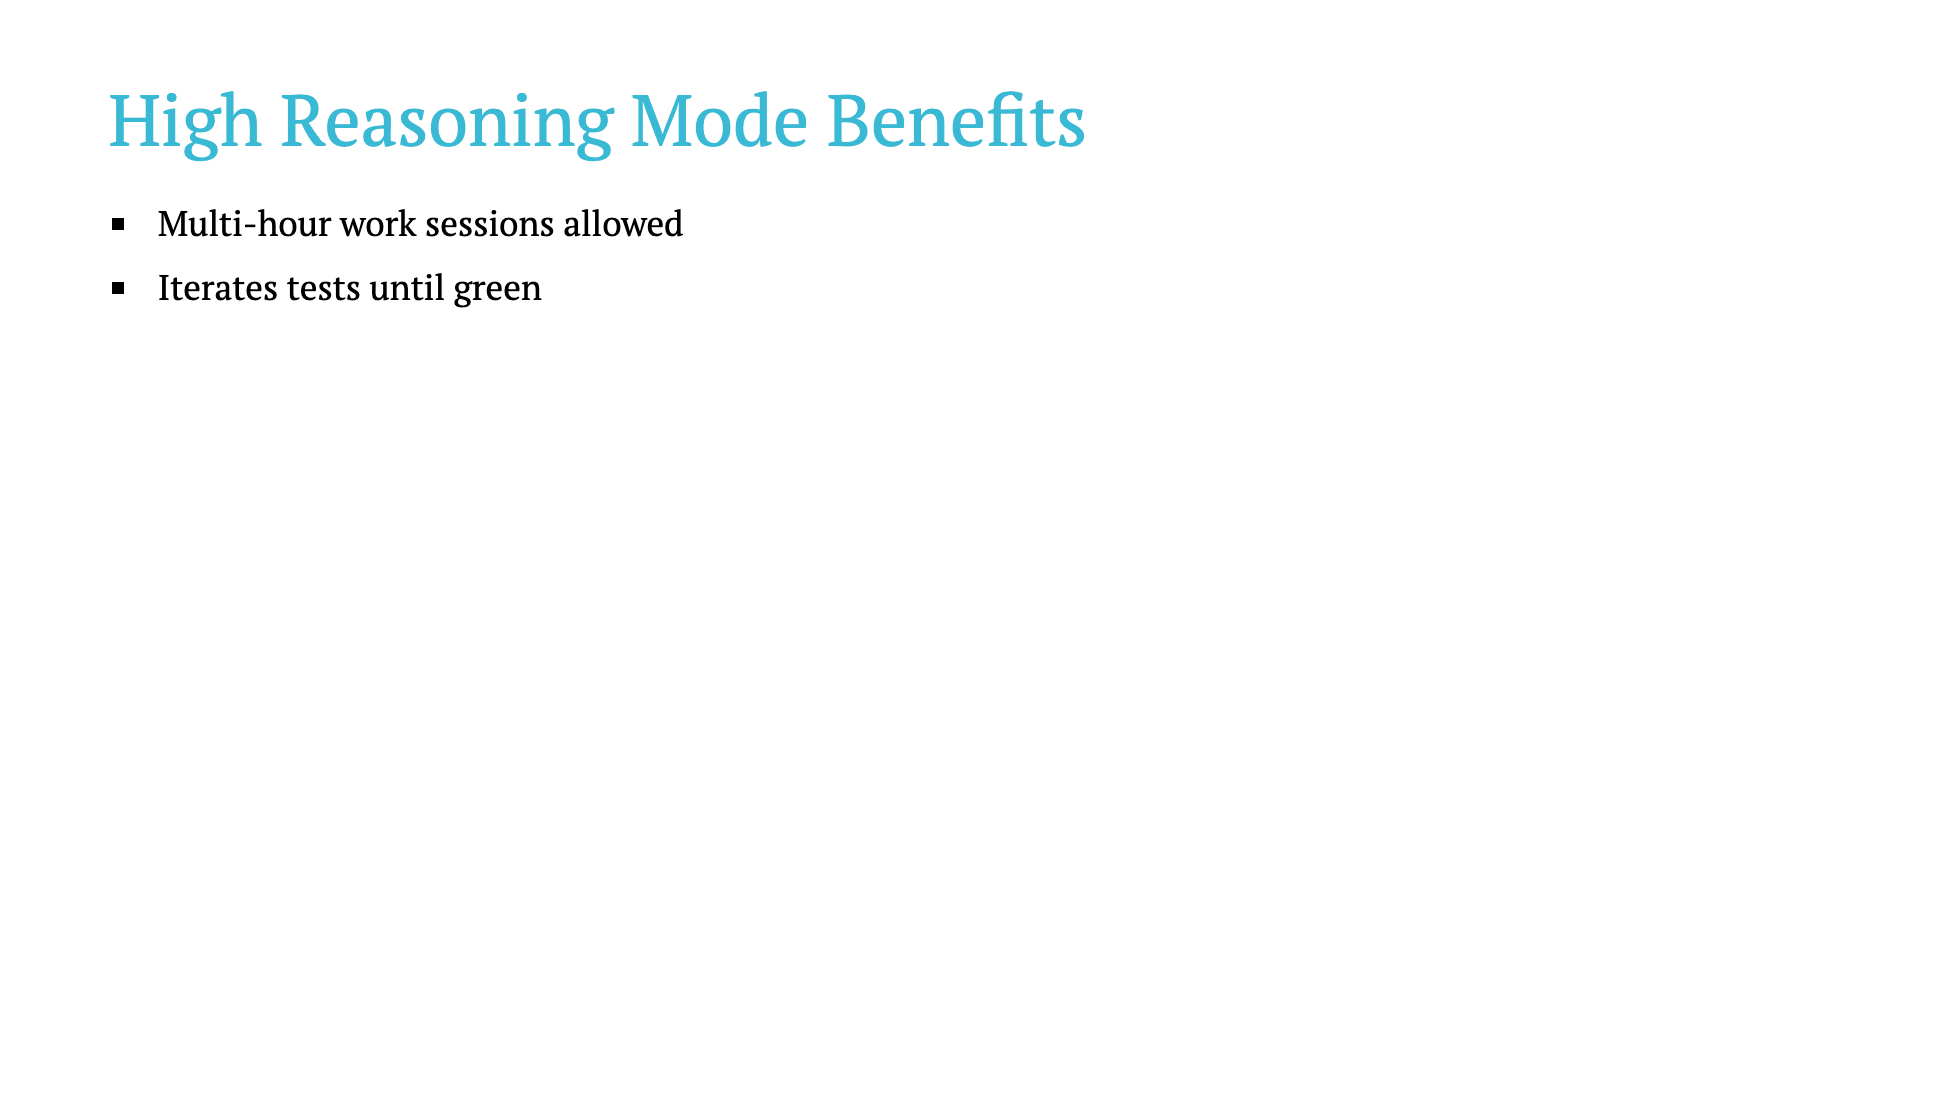 High Reasoning Mode Benefits
▪ Multi-hour work sessions allowed
▪ Iterates tests until green